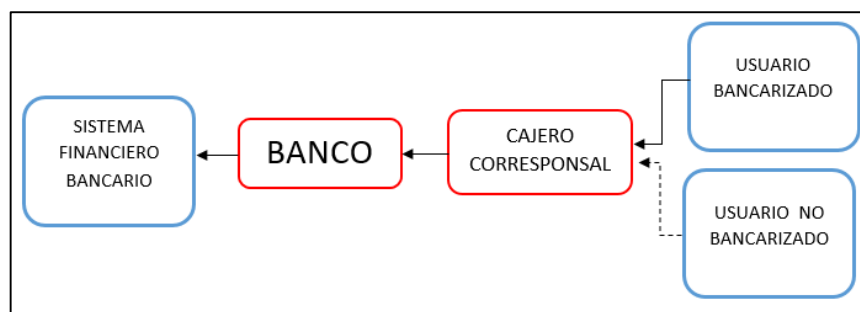 SISTEMA
FINANCIERO
BANCARIO
BANCO
CAJERO
CORRESPONSAL
USUARIO
BANCARIZADO
USUARIO NO
BANCARIZADO